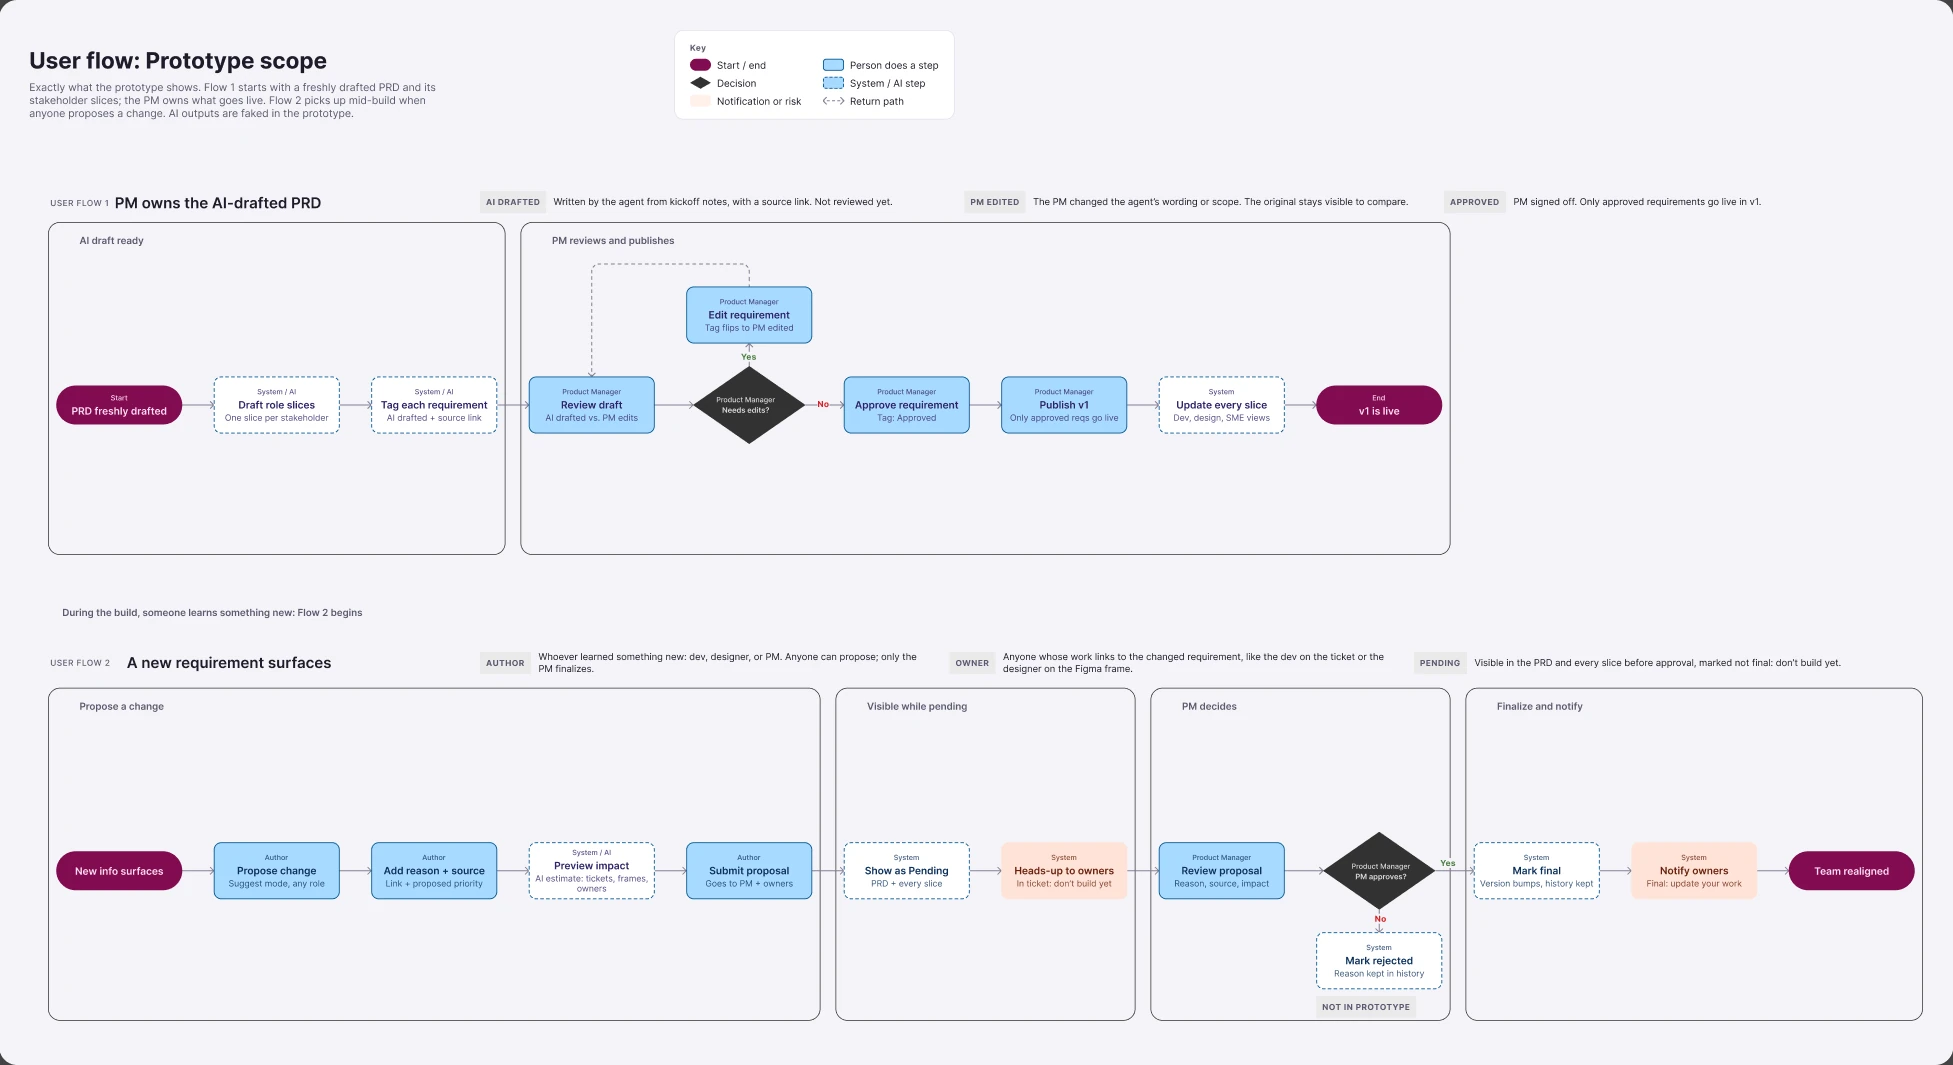 User flow: Prototype scope
Exactly what the prototype shows. Flow 1 starts with a freshly drafted PRD and its
stakeholder slices; the PM owns what goes live. Flow 2 picks up mid-build when
anyone proposes a change. AI outputs are faked in the prototype.
Key
Start / end
Person does a step
Decision
System / AI step
Notification or risk
Return path
USER FLOW 1
PM owns the AI-drafted PRD
AI DRAFTED
Written by the agent from kickoff notes, with a source link. Not reviewed yet.
PM EDITED
The PM changed the agent's wording or scope. The original stays visible to compare.
APPROVED
PM signed off. Only approved requirements go live in v1.
AI draft ready
PM reviews and publishes
Product Manager
Edit requirement
Tag flips to PM edited
Yes
Start
PRD freshly drafted
System / AI
Draft role slices
One slice per stakeholder
System / AI
Tag each requirement
AI drafted + source link
Product Manager
Review draft
AI drafted vs. PM edits
Product Manager
Needs edits?
No
Product Manager
Approve requirement
Tag: Approved
Product Manager
Publish v1
Only approved reqs go live
System
Update every slice
Dev, design, SME views
End
v1 is live
During the build, someone learns something new: Flow 2 begins
USER FLOW 2
A new requirement surfaces
AUTHOR
Whoever learned something new: dev, designer, or PM. Anyone can propose; only the
PM finalizes.
OWNER
Anyone whose work links to the changed requirement, like the dev on the ticket or the
designer on the Figma frame.
PENDING
Visible in the PRD and every slice before approval, marked not final: don't build yet.
Propose a change
Visible while pending
PM decides
Finalize and notify
New info surfaces
Author
Propose change
Suggest mode, any role
Author
Add reason + source
Link + proposed priority
System / AI
Preview impact
AI estimate: tickets, frames,
owners
Author
Submit proposal
Goes to PM + owners
System
Show as Pending
PRD + every slice
System
Heads-up to owners
In ticket: don't build yet
Product Manager
Review proposal
Reason, source, impact
Product Manager
PM approves?
Yes
System
Mark final
Version bumps, history kept
System
Notify owners
Final: update your work
Team realigned
No
System
Mark rejected
Reason kept in history
NOT IN PROTOTYPE